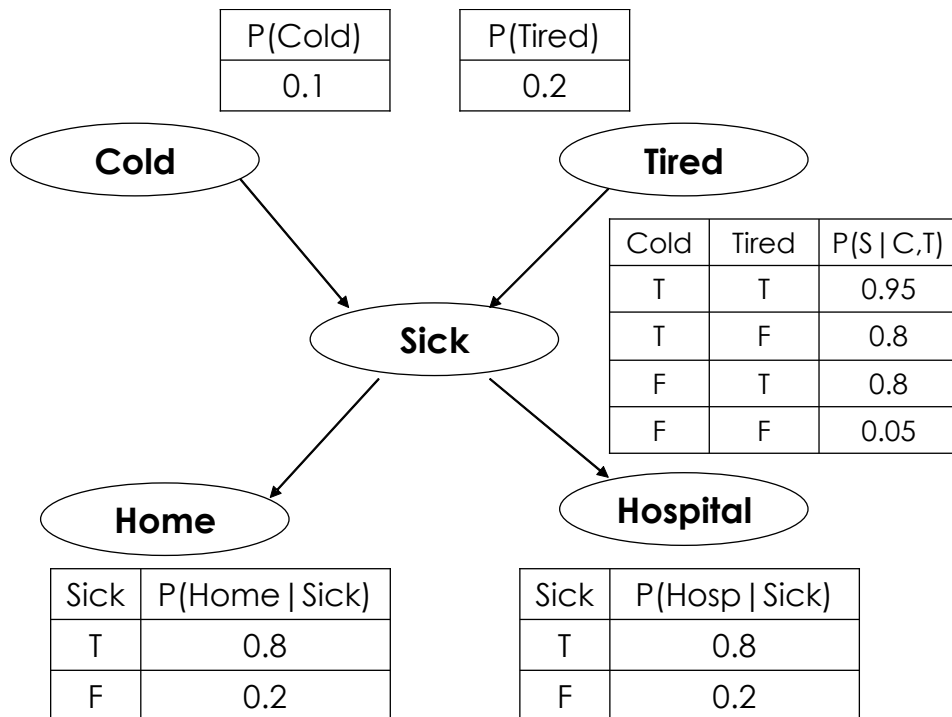 P(Cold) P(Tired)
0.1 0.2
Cold Tired
Cold Tired P(S|C,T)
T T 0.95
T F 0.8
F T 0.8
F F 0.05
Sick
Home Hospital
Sick P(Home|Sick)
T 0.8
F 0.2
Sick P(Hosp|Sick)
T 0.8
F 0.2